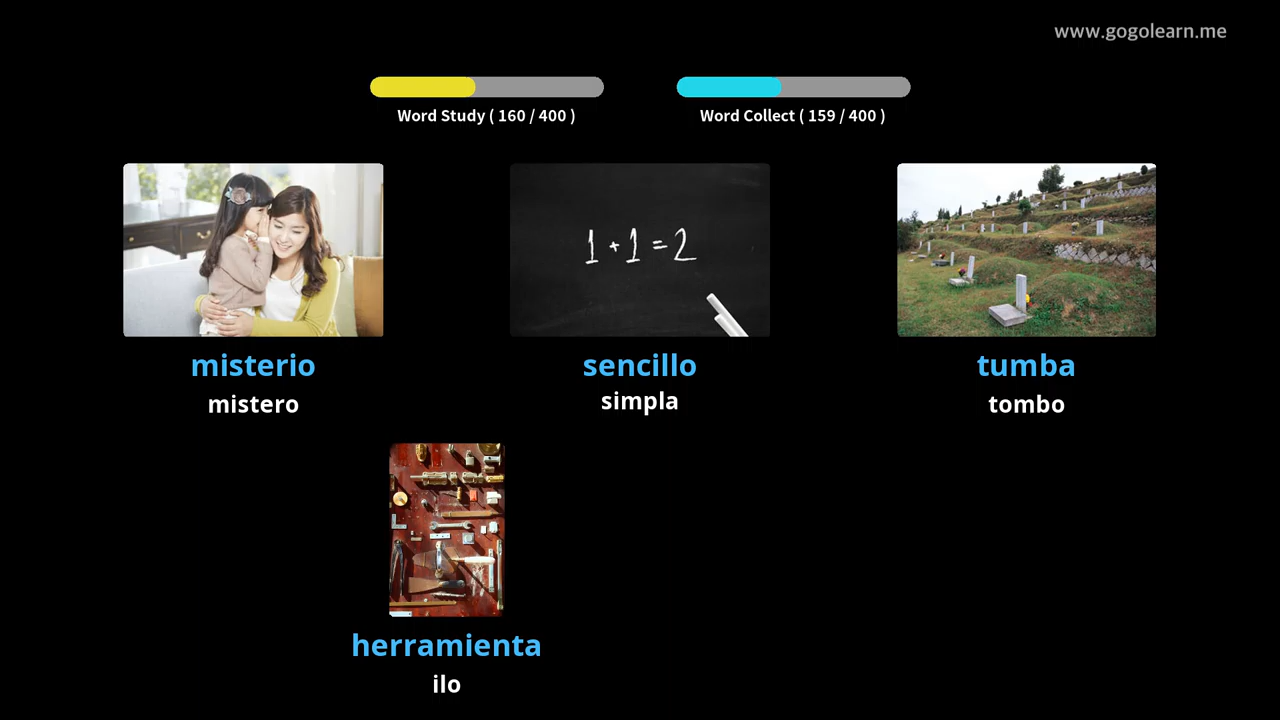 www.gogolearn.me
Word Study ( 160 / 400 )
Word Collect ( 159 / 400 )
1 + 1 = 2
misterio
mistero
sencillo
simpla
tumba
tombo
herramienta
ilo